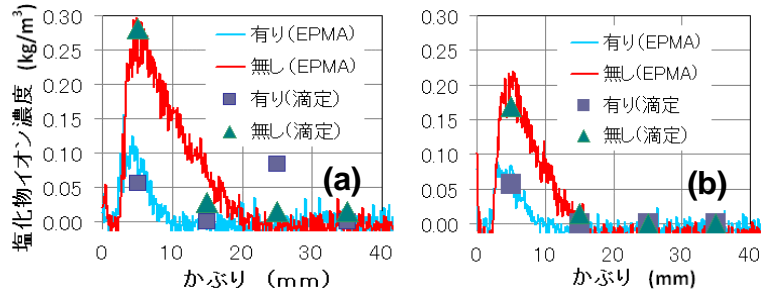 塩化物イオン濃度 (kg/m³)
0.30
0.25
0.20
0.15
0.10
0.05
0.00
有り(EPMA)
無し(EPMA)
有り(滴定)
無し(滴定)
(a)
0 10 20 30 40
かぶり (mm)
0.30
0.25
0.20
0.15
0.10
0.05
0.00
有り(EPMA)
無し(EPMA)
有り(滴定
無し(滴定)
(b)
0 10 20 30 40
かぶり (mm)